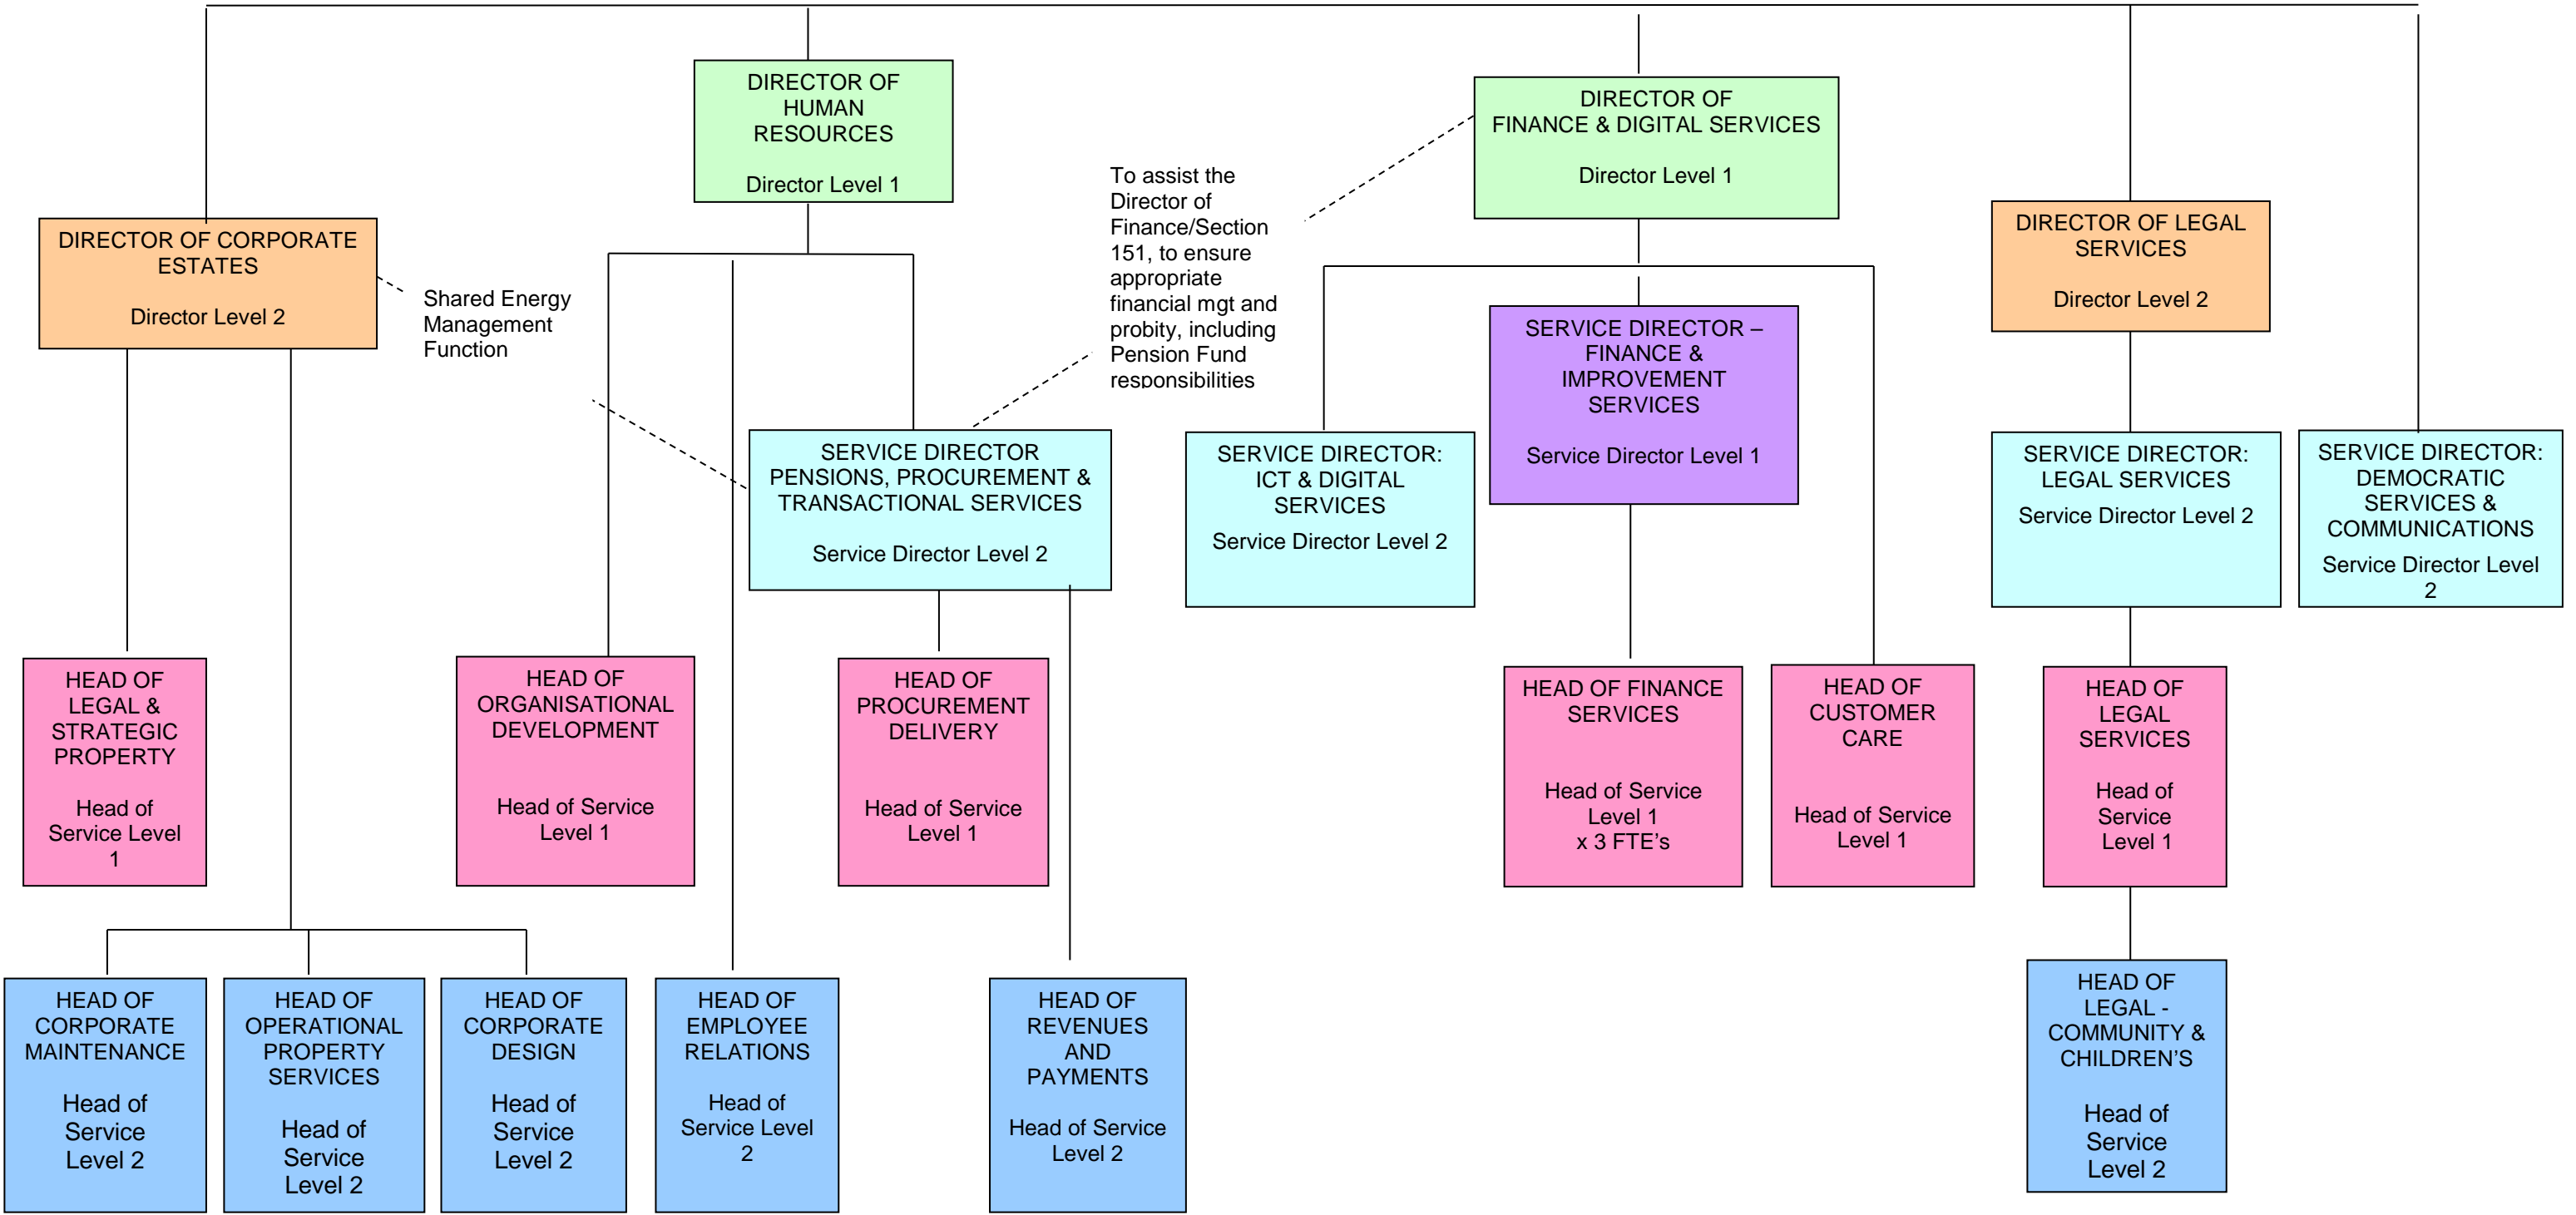 DIRECTOR OF
HUMAN
RESOURCES
Director Level 1
DIRECTOR OF
FINANCE & DIGITAL SERVICES
Director Level 1
To assist the
Director of
Finance/Section
151, to ensure
appropriate
financial mgt and
probity, including
Pension Fund
responsibilities
DIRECTOR OF CORPORATE
ESTATES
Director Level 2
Shared Energy
Management
Function
DIRECTOR OF LEGAL
SERVICES
Director Level 2
SERVICE DIRECTOR –
FINANCE &
IMPROVEMENT
SERVICES
Service Director Level 1
SERVICE DIRECTOR
PENSIONS, PROCUREMENT &
TRANSACTIONAL SERVICES
Service Director Level 2
SERVICE DIRECTOR:
ICT & DIGITAL
SERVICES
Service Director Level 2
SERVICE DIRECTOR:
LEGAL SERVICES
Service Director Level 2
SERVICE DIRECTOR:
DEMOCRATIC
SERVICES &
COMMUNICATIONS
Service Director Level
2
HEAD OF
LEGAL &
STRATEGIC
PROPERTY
Head of
Service Level
1
HEAD OF
ORGANISATIONAL
DEVELOPMENT
Head of Service
Level 1
HEAD OF
PROCUREMENT
DELIVERY
Head of Service
Level 1
HEAD OF FINANCE
SERVICES
Head of Service
Level 1
x 3 FTE’s
HEAD OF
CUSTOMER
CARE
Head of Service
Level 1
HEAD OF
LEGAL
SERVICES
Head of
Service
Level 1
HEAD OF
CORPORATE
MAINTENANCE
Head of
Service
Level 2
HEAD OF
OPERATIONAL
PROPERTY
SERVICES
Head of
Service
Level 2
HEAD OF
CORPORATE
DESIGN
Head of
Service
Level 2
HEAD OF
EMPLOYEE
RELATIONS
Head of
Service Level
2
HEAD OF
REVENUES
AND
PAYMENTS
Head of Service
Level 2
HEAD OF
LEGAL -
COMMUNITY &
CHILDREN’S
Head of
Service
Level 2